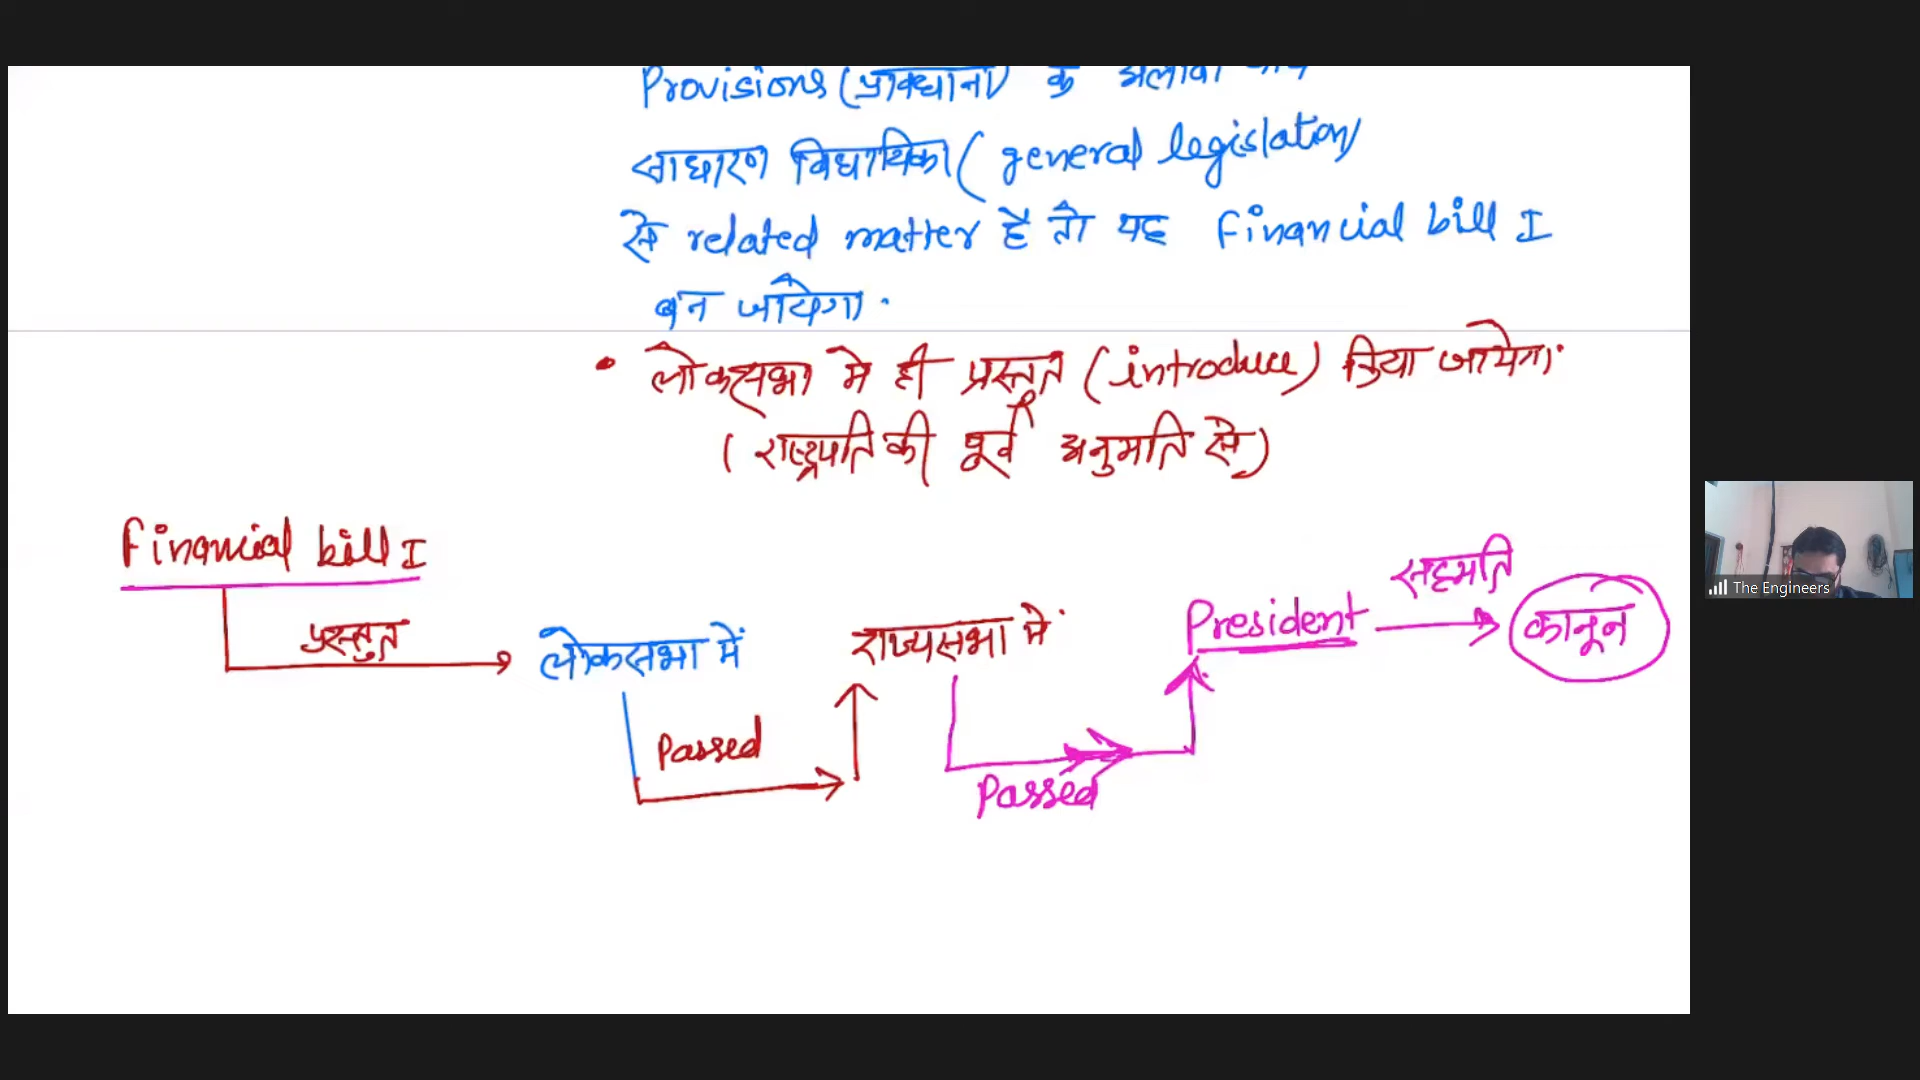 Provisions (प्रावधानो) के अलावा
साधारण विधायिका ( general legislation)
से related matter है तो यह Financial bill I
बन जायेगा .
• लोकसभा मे ही प्रस्तुत ( introduce ) किया जायेगा.
( राष्ट्रपति की पूर्व अनुमति से )
Financial bill I
प्रस्तुत
लोकसभा में
राज्यसभा में
President
सहमति
कानून
Passed
Passed
The Engineers